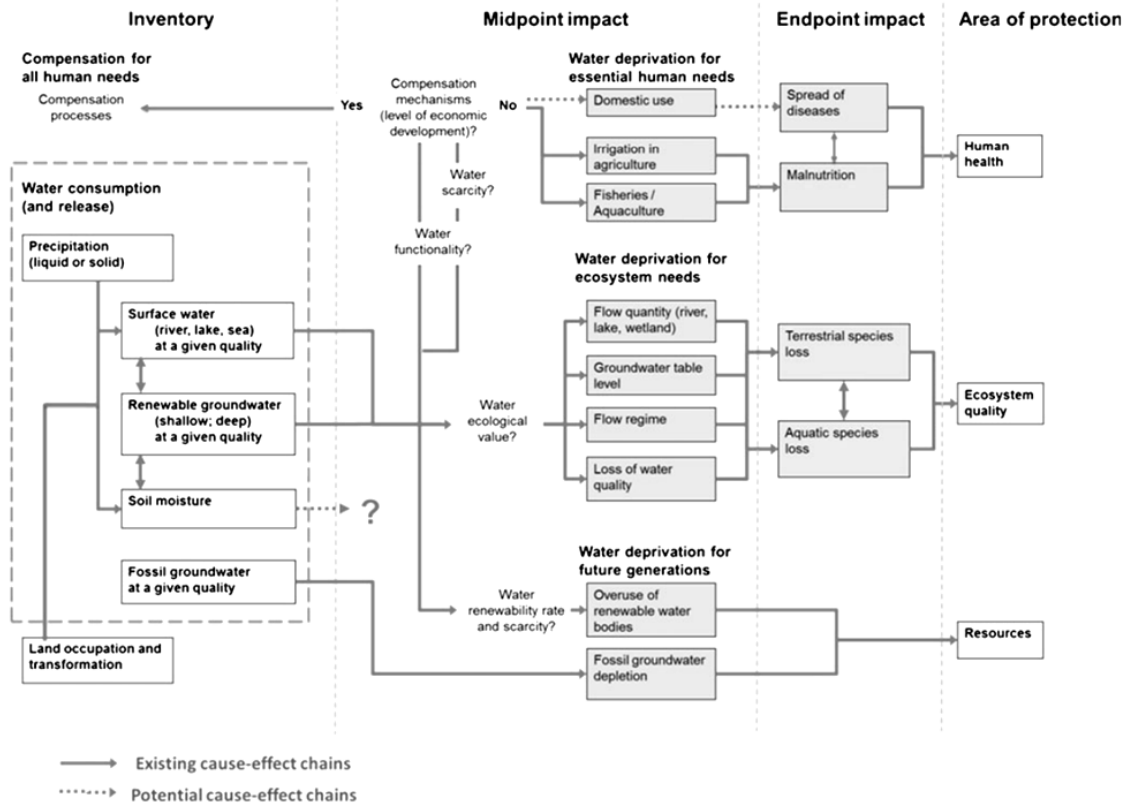 Inventory
Midpoint impact
Endpoint impact
Area of protection
Compensation for
all human needs
Compensation
processes
Yes
Compensation
mechanisms
(level of economic
development)?
No
Water
scarcity?
Water
functionality?
Water deprivation for
essential human needs
Domestic use
Irrigation in
agriculture
Fisheries /
Aquaculture
Spread of
diseases
Malnutrition
Human
health
Water consumption
(and release)
Precipitation
(liquid or solid)
Surface water
(river, lake, sea)
at a given quality
Renewable groundwater
(shallow; deep)
at a given quality
Soil moisture
?
Fossil groundwater
at a given quality
Land occupation and
transformation
Water
ecological
value?
Water deprivation for
ecosystem needs
Flow quantity (river,
lake, wetland)
Groundwater table
level
Flow regime
Loss of water
quality
Terrestrial species
loss
Aquatic species
loss
Ecosystem
quality
Water
renewability rate
and scarcity?
Water deprivation for
future generations
Overuse of
renewable water
bodies
Fossil groundwater
depletion
Resources
Existing cause-effect chains
Potential cause-effect chains